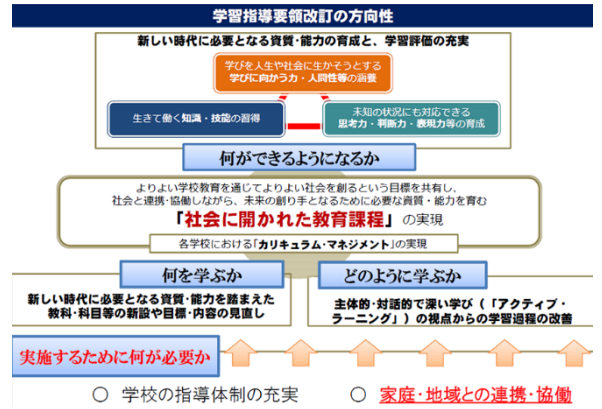 学習指導要領改訂の方向性
新しい時代に必要となる資質・能力の育成と、学習評価の充実
学びを人生や社会に生かそうとする
学びに向かう力・人間性等の涵養
生きて働く知識・技能の習得
未知の状況にも対応できる
思考力・判断力・表現力等の育成
何ができるようになるか
よりよい学校教育を通じてよりよい社会を創るという目標を共有し、
社会と連携・協働しながら、未来の創り手となるために必要な資質・能力を育む
「社会に開かれた教育課程」の実現
各学校における「カリキュラム・マネジメント」の実現
何を学ぶか
どのように学ぶか
新しい時代に必要となる資質・能力を踏まえた
教科・科目等の新設や目標・内容の見直し
主体的・対話的で深い学び（「アクティブ・
ラーニング」）の視点からの学習過程の改善
実施するために何が必要か
○ 学校の指導体制の充実
○ 家庭・地域との連携・協働